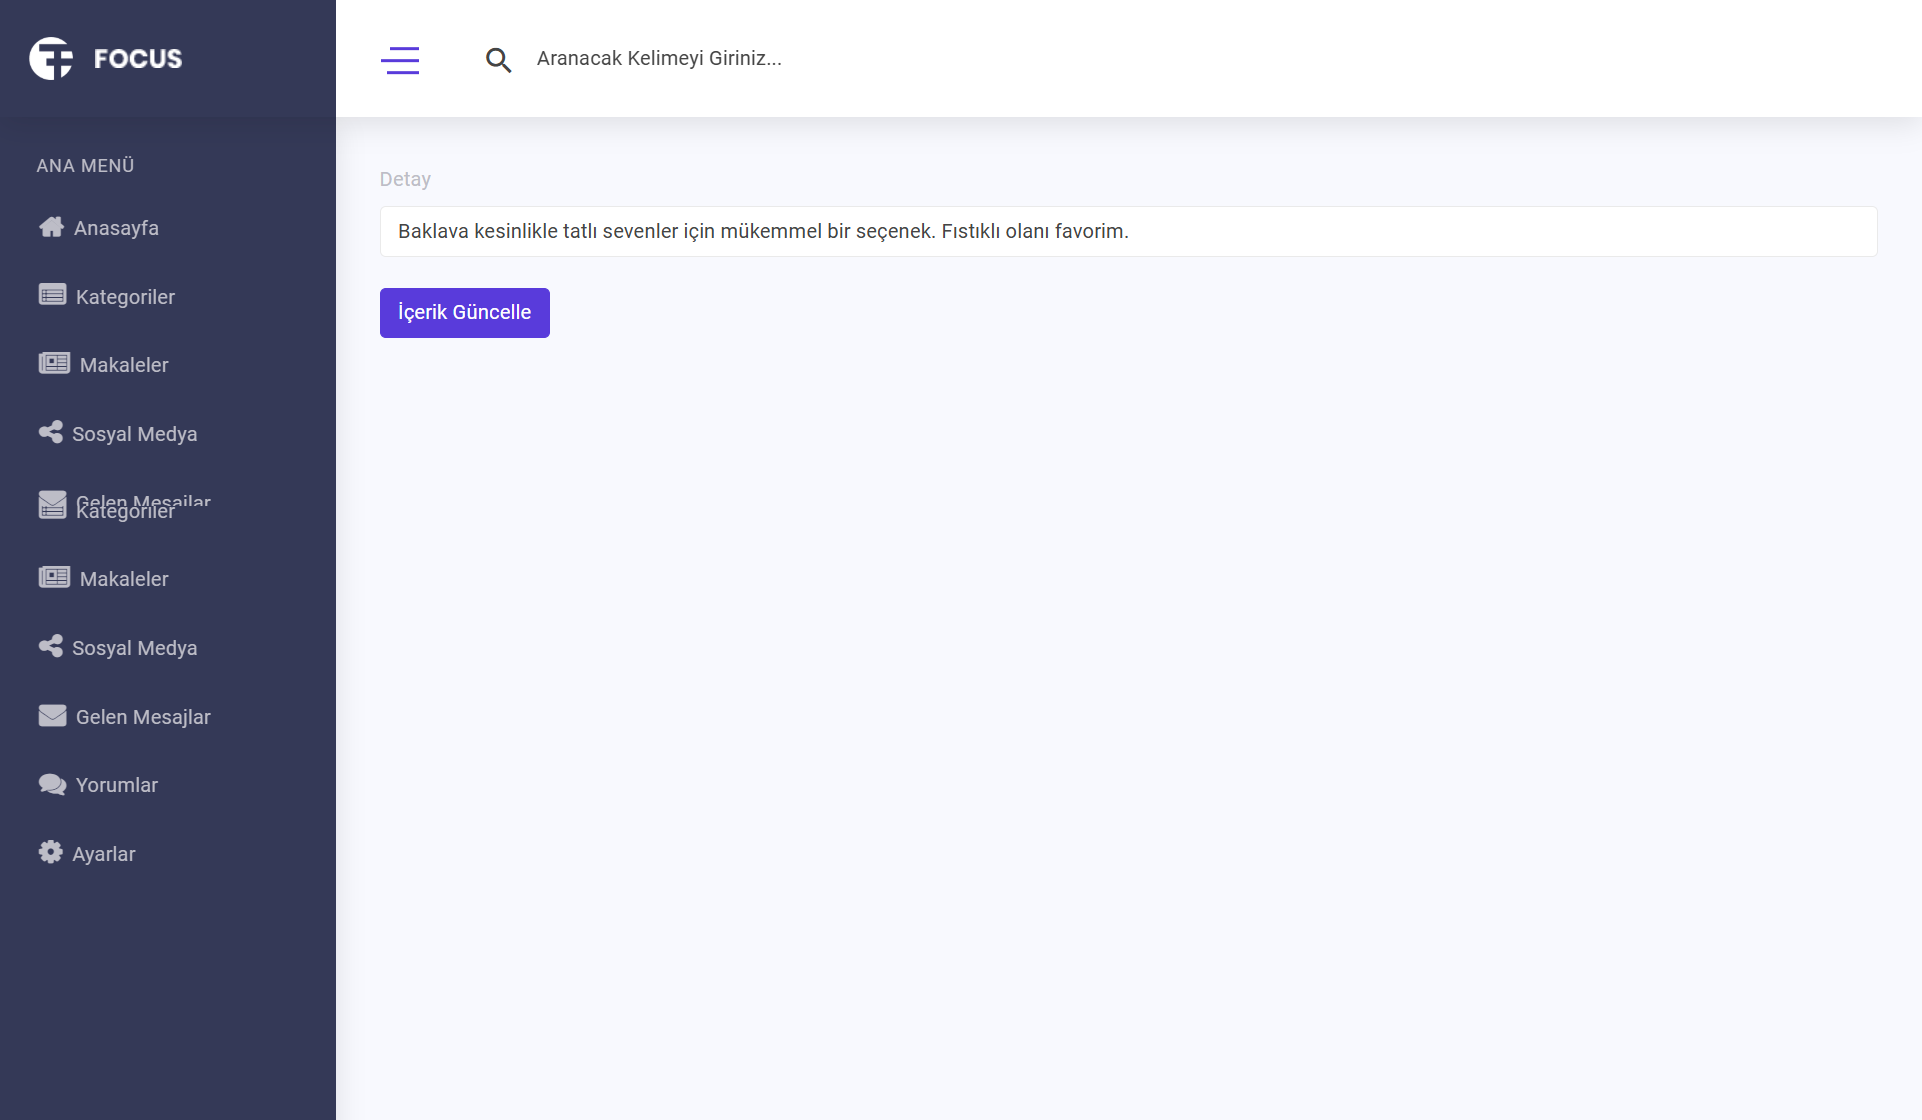 FOCUS
Aranacak Kelimeyi Giriniz...
ANA MENÜ
Anasayfa
Kategoriler
Makaleler
Sosyal Medya
Gelen Mesajlar
Kategoriler
Makaleler
Sosyal Medya
Gelen Mesajlar
Yorumlar
Ayarlar
Detay
Baklava kesinlikle tatlı sevenler için mükemmel bir seçenek. Fıstıklı olanı favorim.
İçerik Güncelle